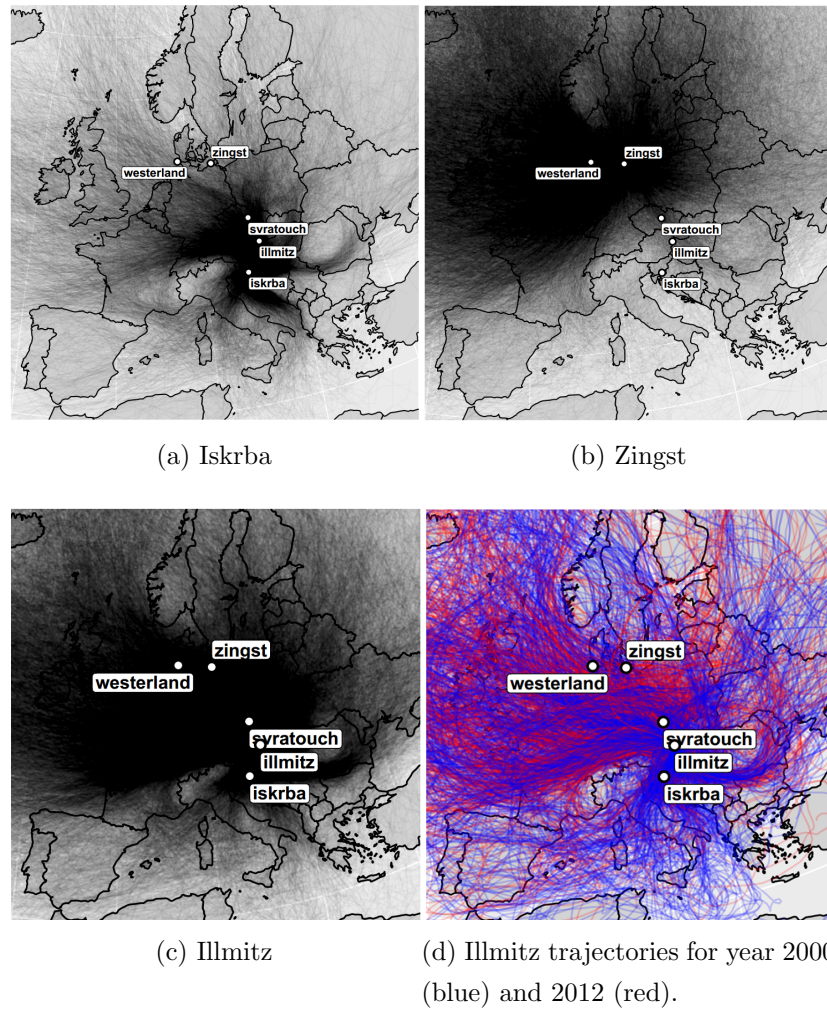 westerland
zingst
svratouch
illmitz
iskrba
zingst
westerland
svratouch
illmitz
iskrba
(a) Iskrba
(b) Zingst
zingst
westerland
svratouch
illmitz
iskrba
zingst
westerland
svratouch
illmitz
iskrba
(c) Illmitz
(d) Illmitz trajectories for year 2000
(blue) and 2012 (red).